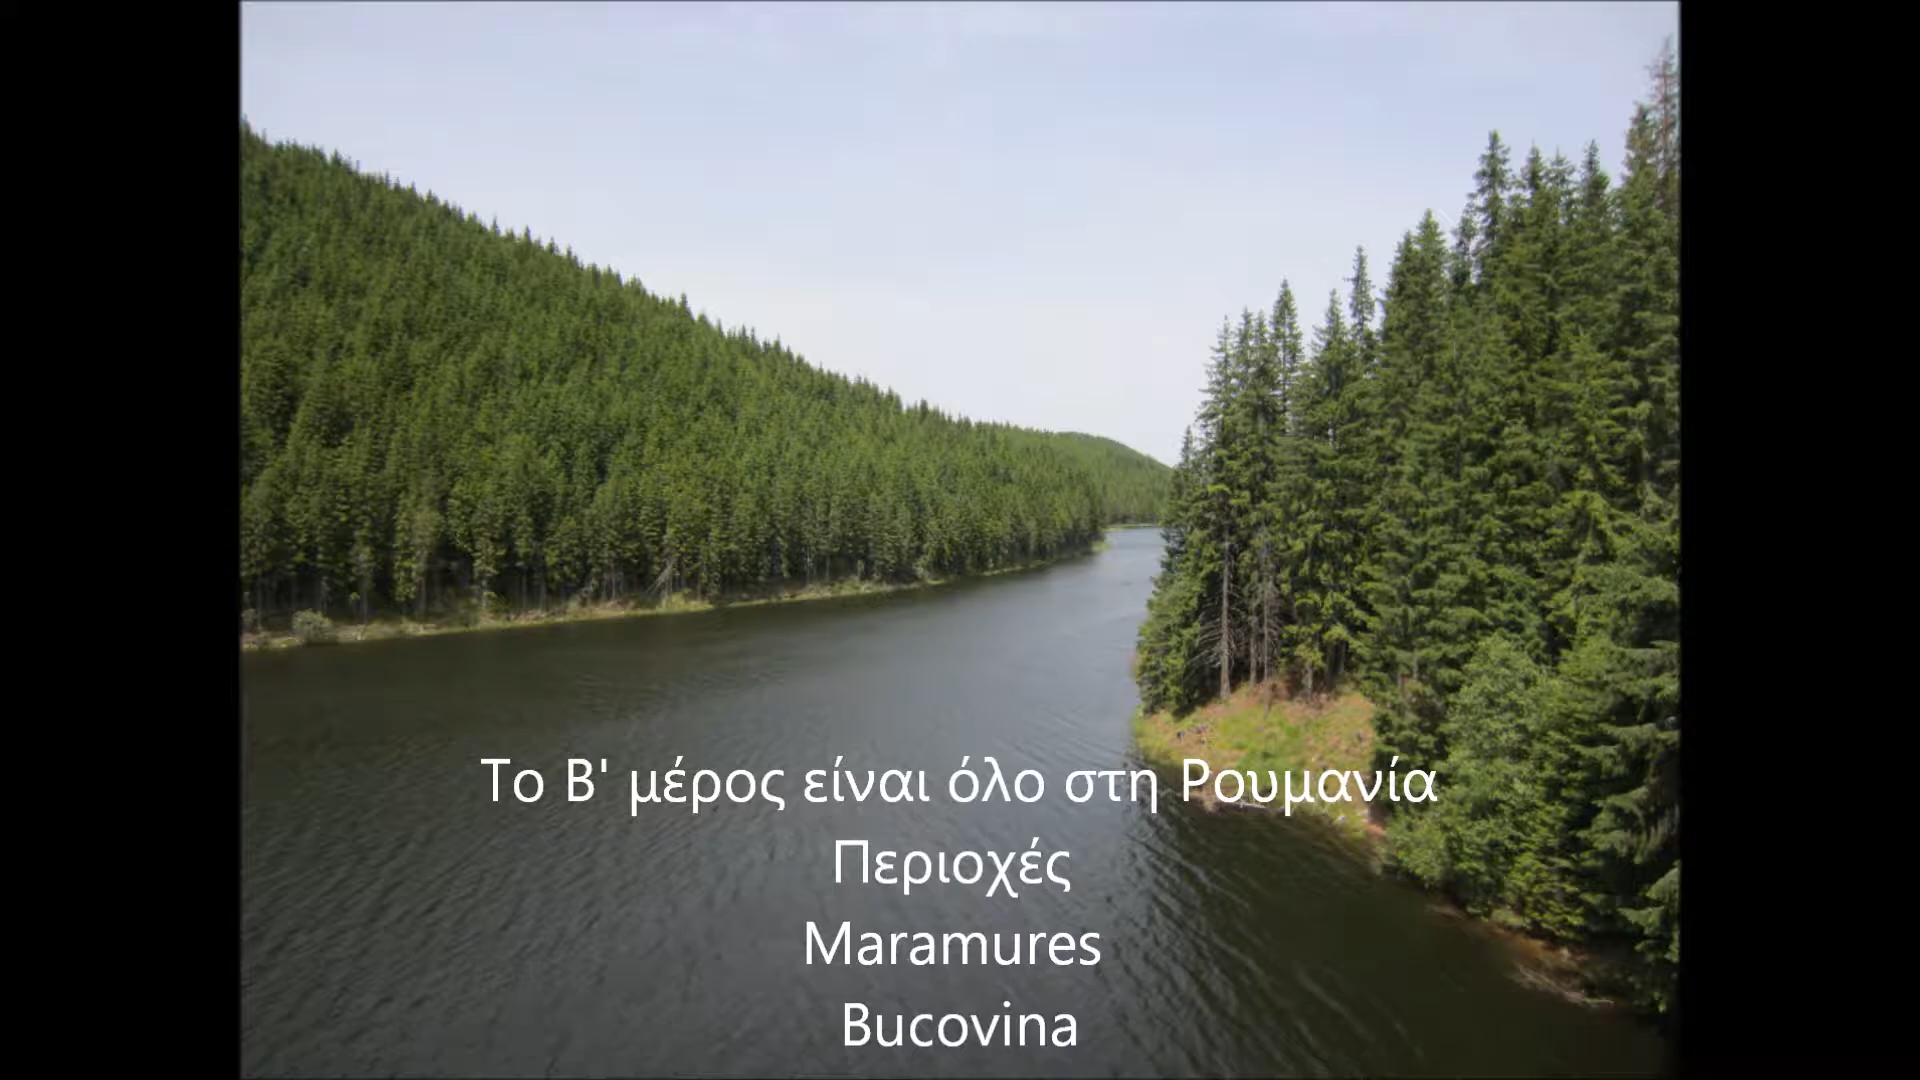 Το Β' μέρος είναι όλο στη Ρουμανία
Περιοχές
Maramures
Bucovina